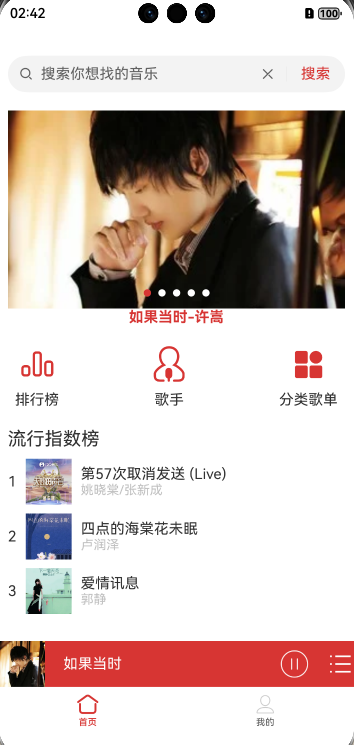 02:42
100
搜索你想找的音乐
搜索
如果当时-许嵩
排行榜
歌手
分类歌单
流行指数榜
1
第57次取消发送 (Live)
姚晓棠/张新成
2
四点的海棠花未眠
卢润泽
3
爱情讯息
郭静
如果当时
首页
我的